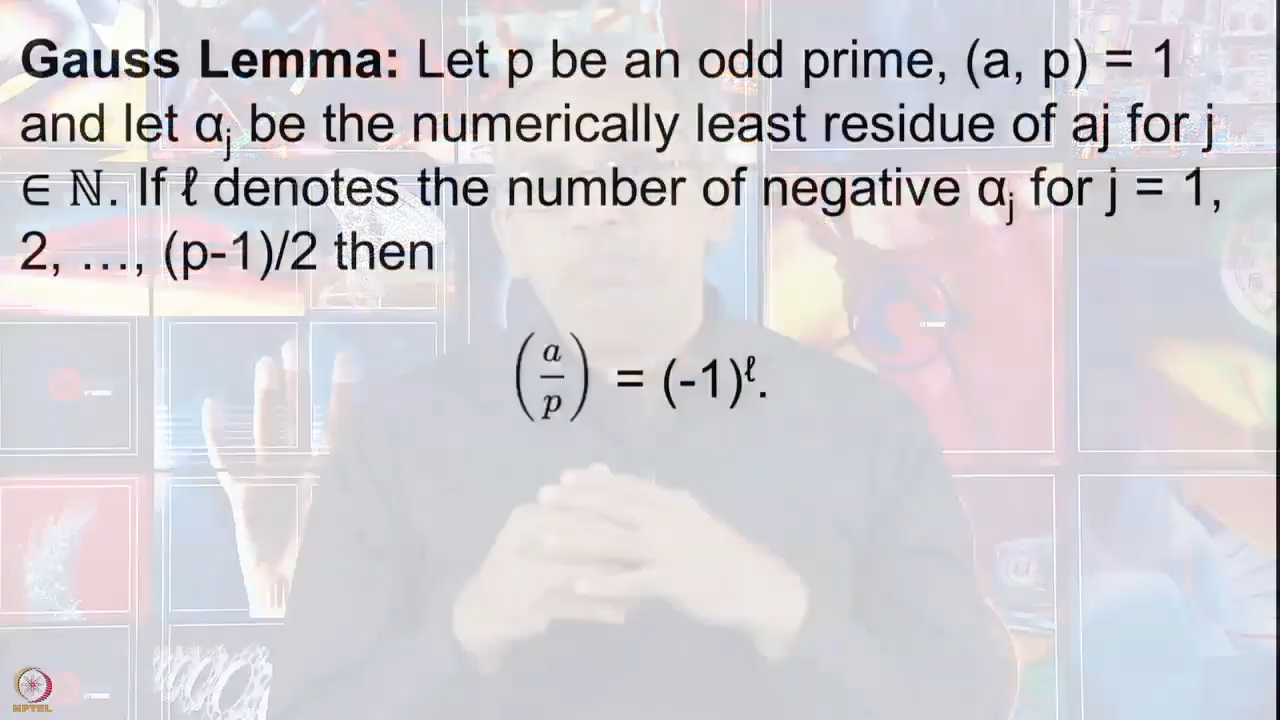 Gauss Lemma: Let p be an odd prime, (a, p) = 1
and let αⱼ be the numerically least residue of aj for j
∈ ℕ. If ℓ denotes the number of negative αⱼ for j = 1,
2, …, (p-1)/2 then
(a/p) = (-1)^ℓ.
NPTEL